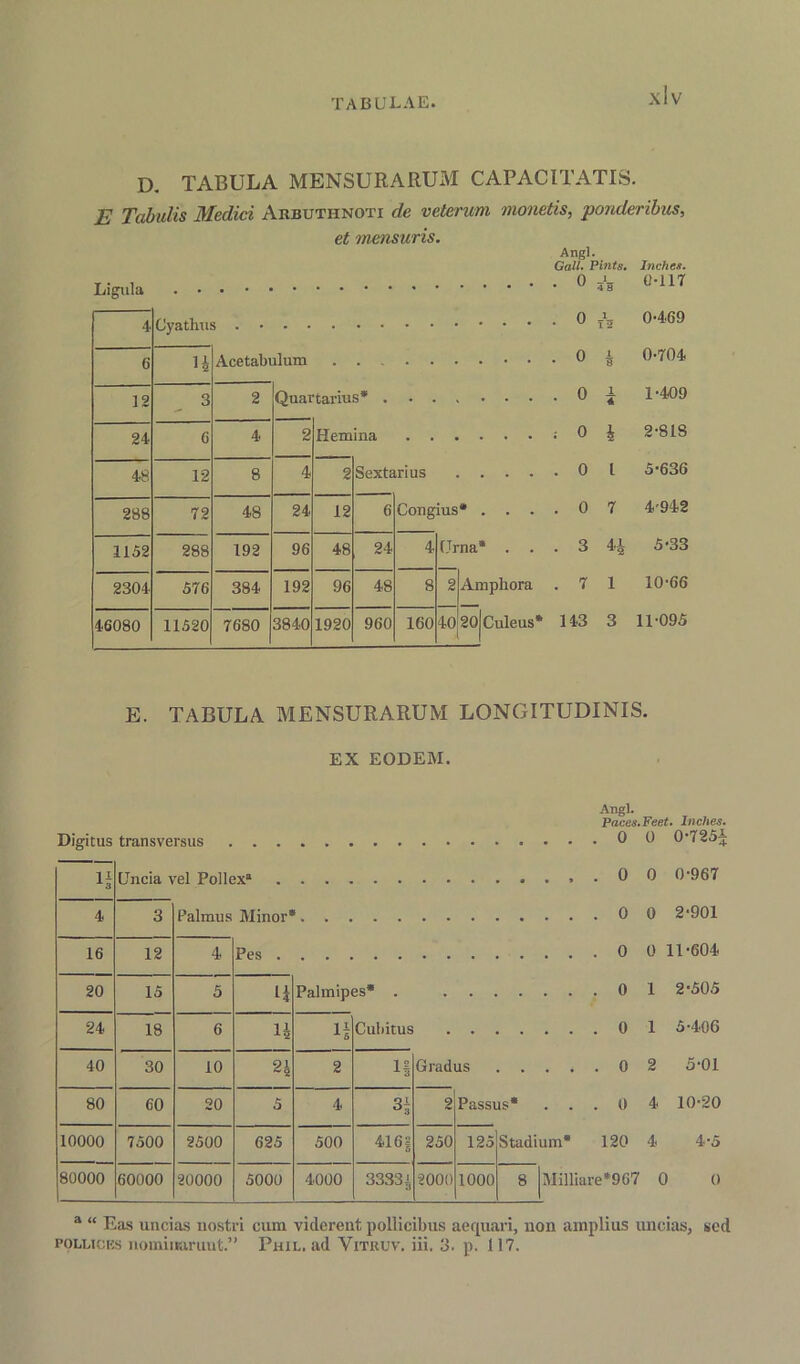 TABULAE. xlv
D. TABULA MENSURARUM CAPACITATIS.
E Tabulis Medici ARBUTHNOTI de veterum monetis, ponderibus,
et mensuris.
Angl.
Gall. Pints. Inches.
Ligula . . . . . . . . . . . . . . . . . . . 0 1/48 0·117
4 Cyathus . . . . . . . . . . . . . . . 0 1/12 0·469
6 1½ Acetabulum . . . . . . . . . . . 0 ⅛ 0·704
12 3 2 Quartarius* . . . . . . . . . 0 ¼ 1·409
24 6 4 2 Hemina . . . . . . . 0 ½ 2·818
48 12 8 4 2 Sextarius . . . . . 0 1 5·636
288 72 48 24 12 6 Congius* . . . . 0 7 4·942
1152 288 192 96 48 24 4 Urna* . . . 3 4½ 5·33
2304 576 384 192 96 48 8 2 Amphora . 7 1 10·66
46080 11520 7680 3840 1920 960 160 40 20 Culeus* 143 3 11·095
E. TABULA MENSURARUM LONGITUDINIS.
EX EODEM.
Angl.
Paces. Feet. Inches.
Digitus transversus . . . . . . . . . . . . . . . . 0 0 0·725¼
1⅓ Uncia vel Pollexª . . . . . . . . . . . . . . 0 0 0·967
4 3 Palmus Minor* . . . . . . . . . . . . . 0 0 2·901
16 12 4 Pes . . . . . . . . . . . . . . 0 0 11·604
20 15 5 1¼ Palmipes* . . . . . . . . . 0 1 2·505
24 18 6 1½ 1⅕ Cubitus . . . . . . . . 0 1 5·406
40 30 10 2½ 2 1⅔ Gradus . . . . . 0 2 5·01
80 60 20 5 4 3⅓ 2 Passus* . . . 0 4 10·20
10000 7500 2500 625 500 416⅔ 250 125 Stadium* 120 4 4·5
80000 60000 20000 5000 4000 3333⅓ 2000 1000 8 Milliare* 967 0 0
ª “ Eas uncias nostri cum viderent pollicibus aequari, non amplius uncias, sed
POLLICES nominarunt.” PHIL. ad VITRUV. iii. 3. p. 117.